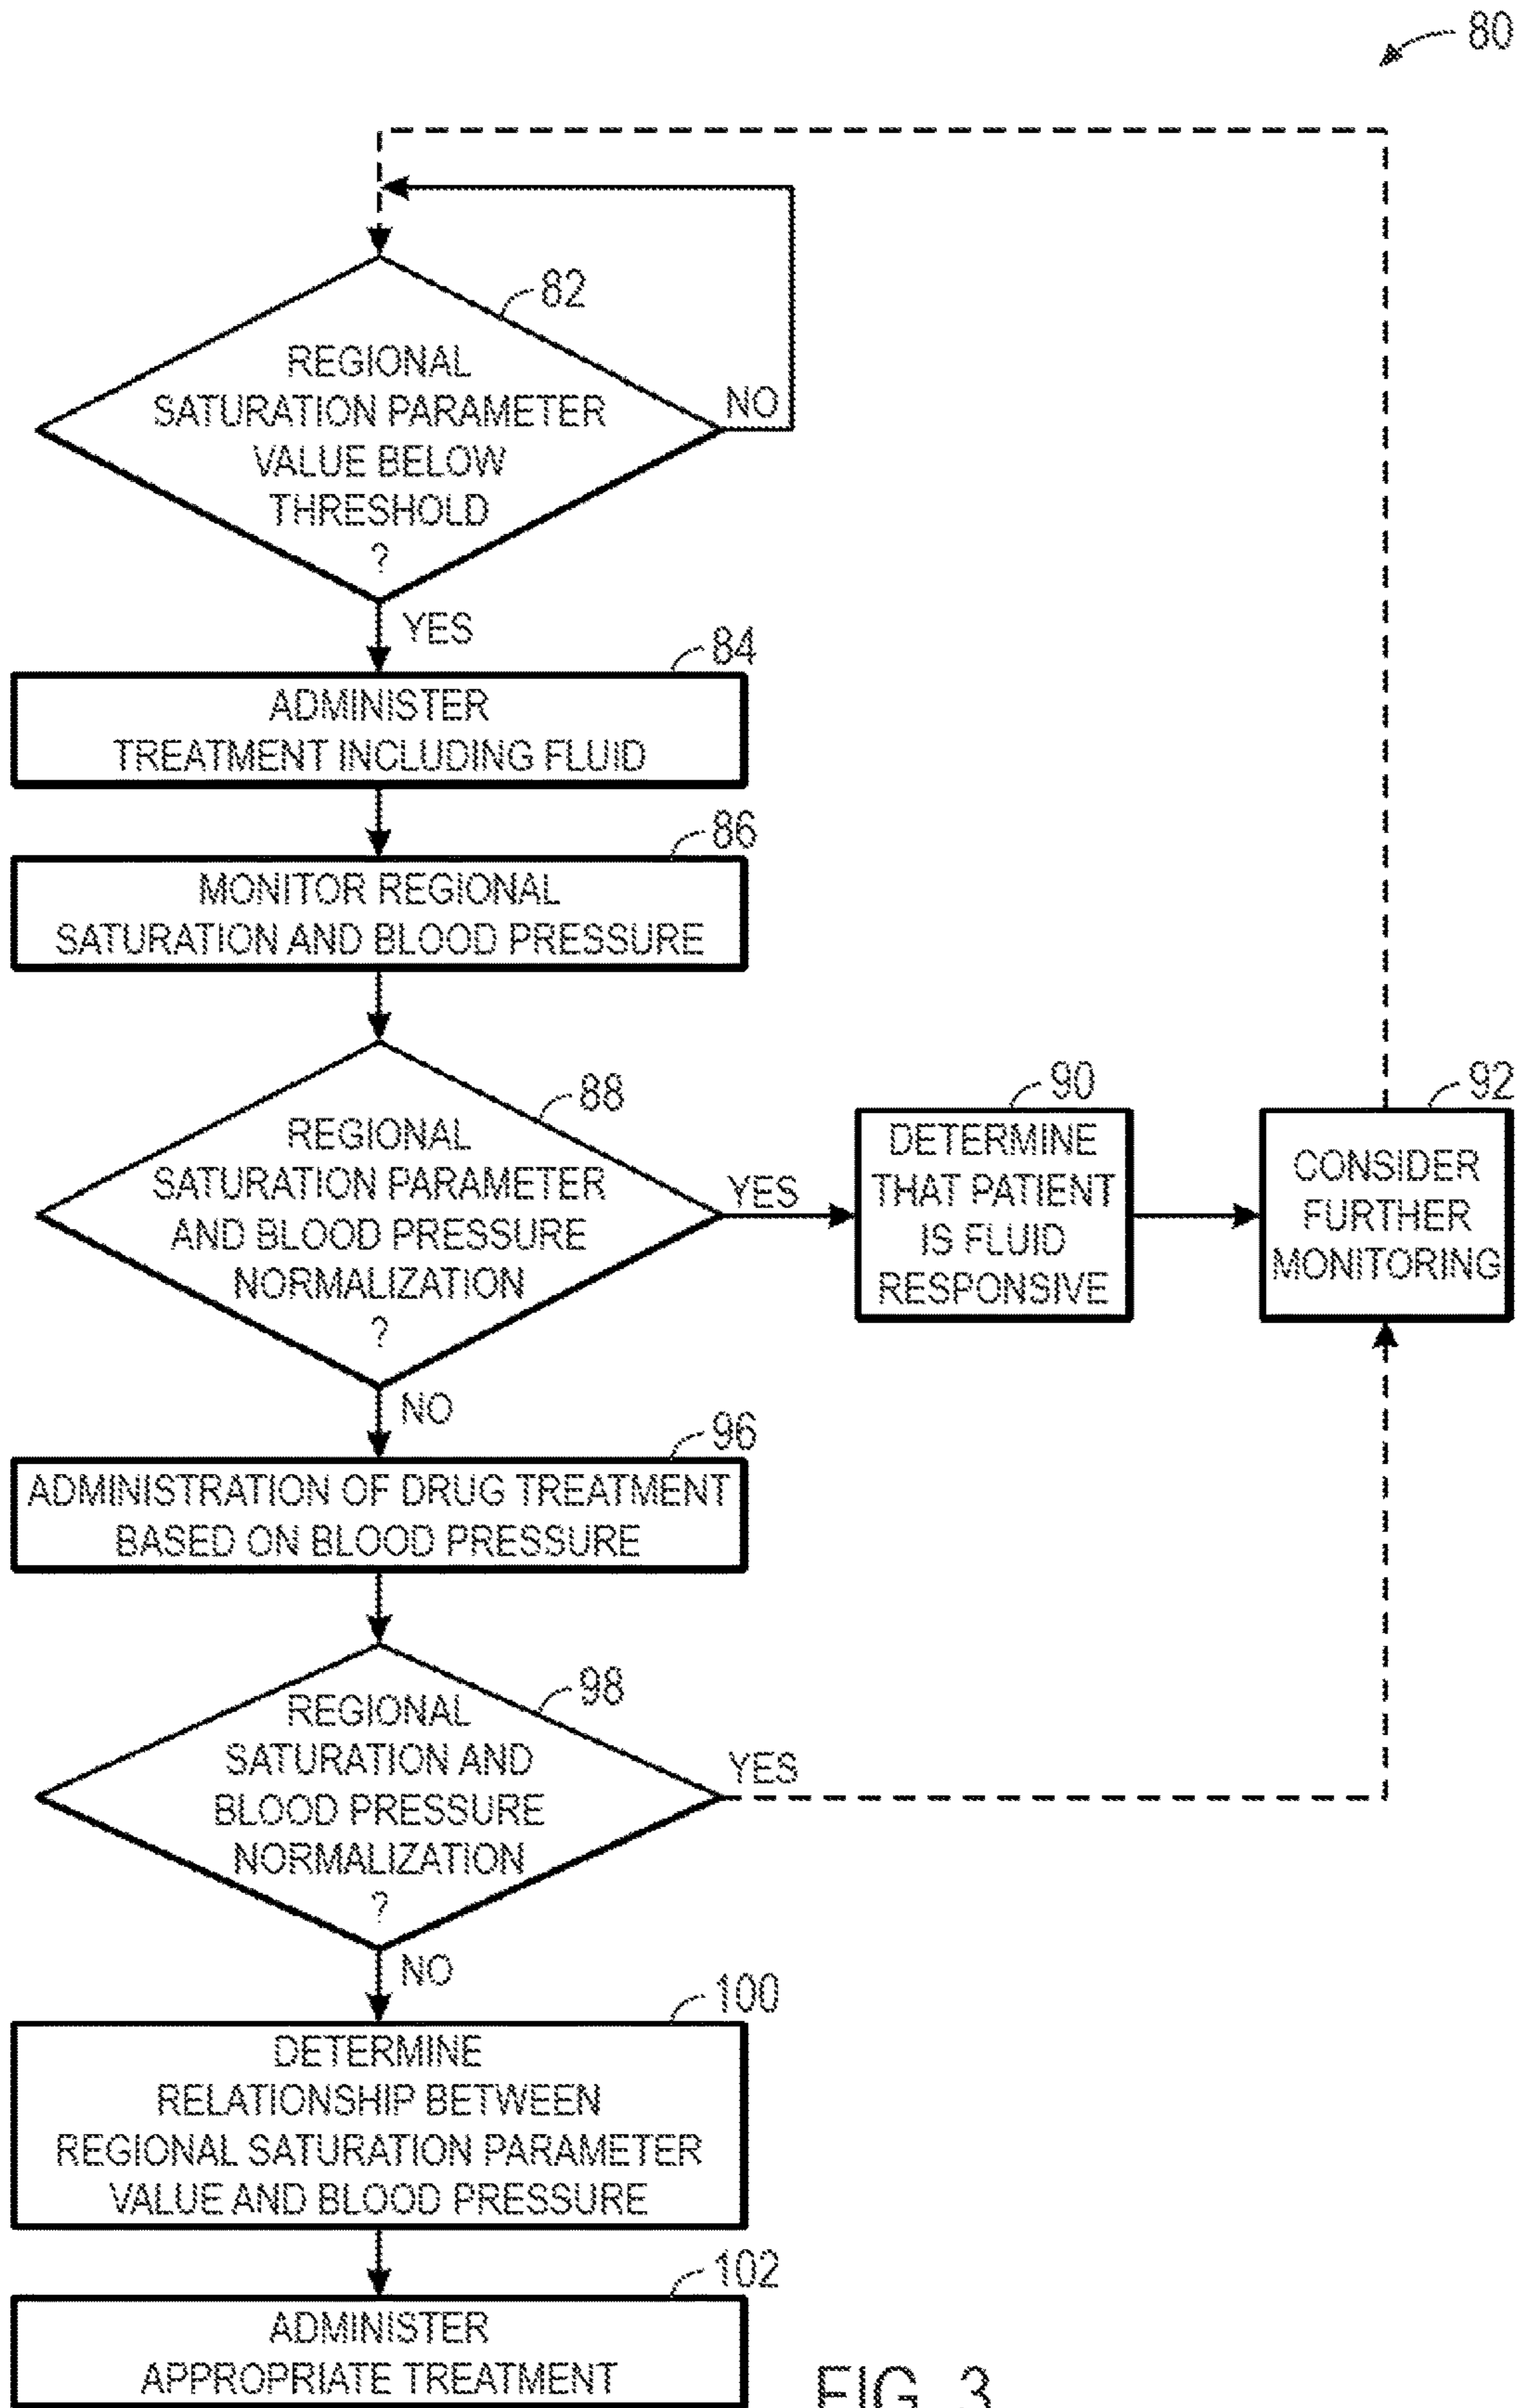 80
82
REGIONAL
SATURATION PARAMETER
VALUE BELOW
THRESHOLD
?
NO
YES
84
ADMINISTER
TREATMENT INCLUDING FLUID
86
MONITOR REGIONAL
SATURATION AND BLOOD PRESSURE
88
REGIONAL
SATURATION PARAMETER
AND BLOOD PRESSURE
NORMALIZATION
?
YES
90
DETERMINE
THAT PATIENT
IS FLUID
RESPONSIVE
92
CONSIDER
FURTHER
MONITORING
NO
96
ADMINISTRATION OF DRUG TREATMENT
BASED ON BLOOD PRESSURE
98
REGIONAL
SATURATION AND
BLOOD PRESSURE
NORMALIZATION
?
YES
NO
100
DETERMINE
RELATIONSHIP BETWEEN
REGIONAL SATURATION PARAMETER
VALUE AND BLOOD PRESSURE
102
ADMINISTER
APPROPRIATE TREATMENT
FIG. 3